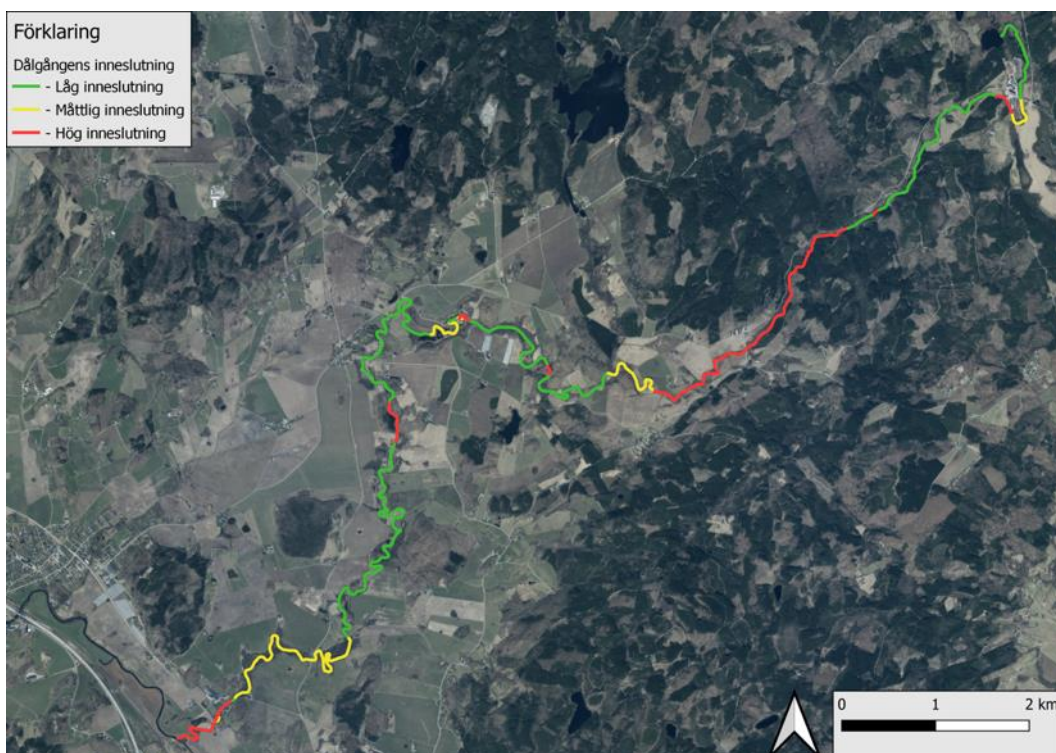 Förklaring
Dålgångens inneslutning
- Låg inneslutning
- Måttlig inneslutning
- Hög inneslutning
0 1 2 km